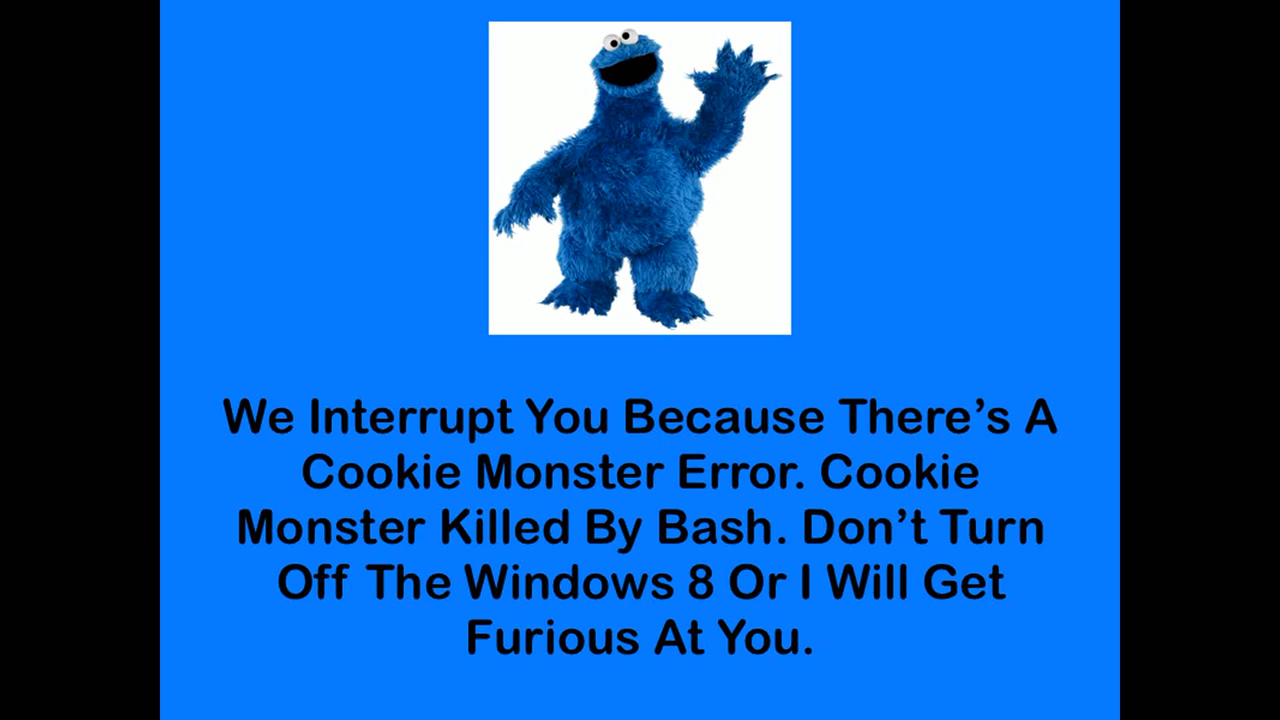 We Interrupt You Because There’s A
Cookie Monster Error. Cookie
Monster Killed By Bash. Don’t Turn
Off The Windows 8 Or I Will Get
Furious At You.